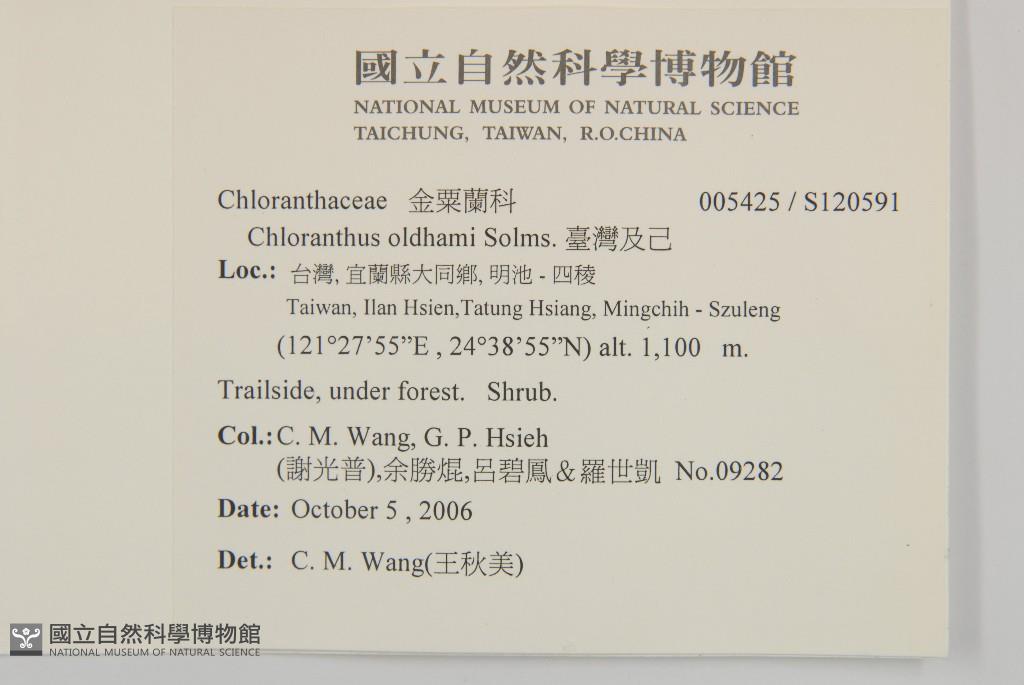 國立自然科學博物館
NATIONAL MUSEUM OF NATURAL SCIENCE
TAICHUNG, TAIWAN, R.O.CHINA
Chloranthaceae 金粟蘭科 005425 / S120591
Chloranthus oldhami Solms. 臺灣及己
Loc.: 台灣, 宜蘭縣大同鄉, 明池 - 四稜
Taiwan, Ilan Hsien,Tatung Hsiang, Mingchih - Szuleng
(121°27’55”E , 24°38’55”N) alt. 1,100 m.
Trailside, under forest. Shrub.
Col.: C. M. Wang, G. P. Hsieh
(謝光普),余勝焜,呂碧鳳&羅世凱 No.09282
Date: October 5 , 2006
Det.: C. M. Wang(王秋美)
國立自然科學博物館
NATIONAL MUSEUM OF NATURAL SCIENCE